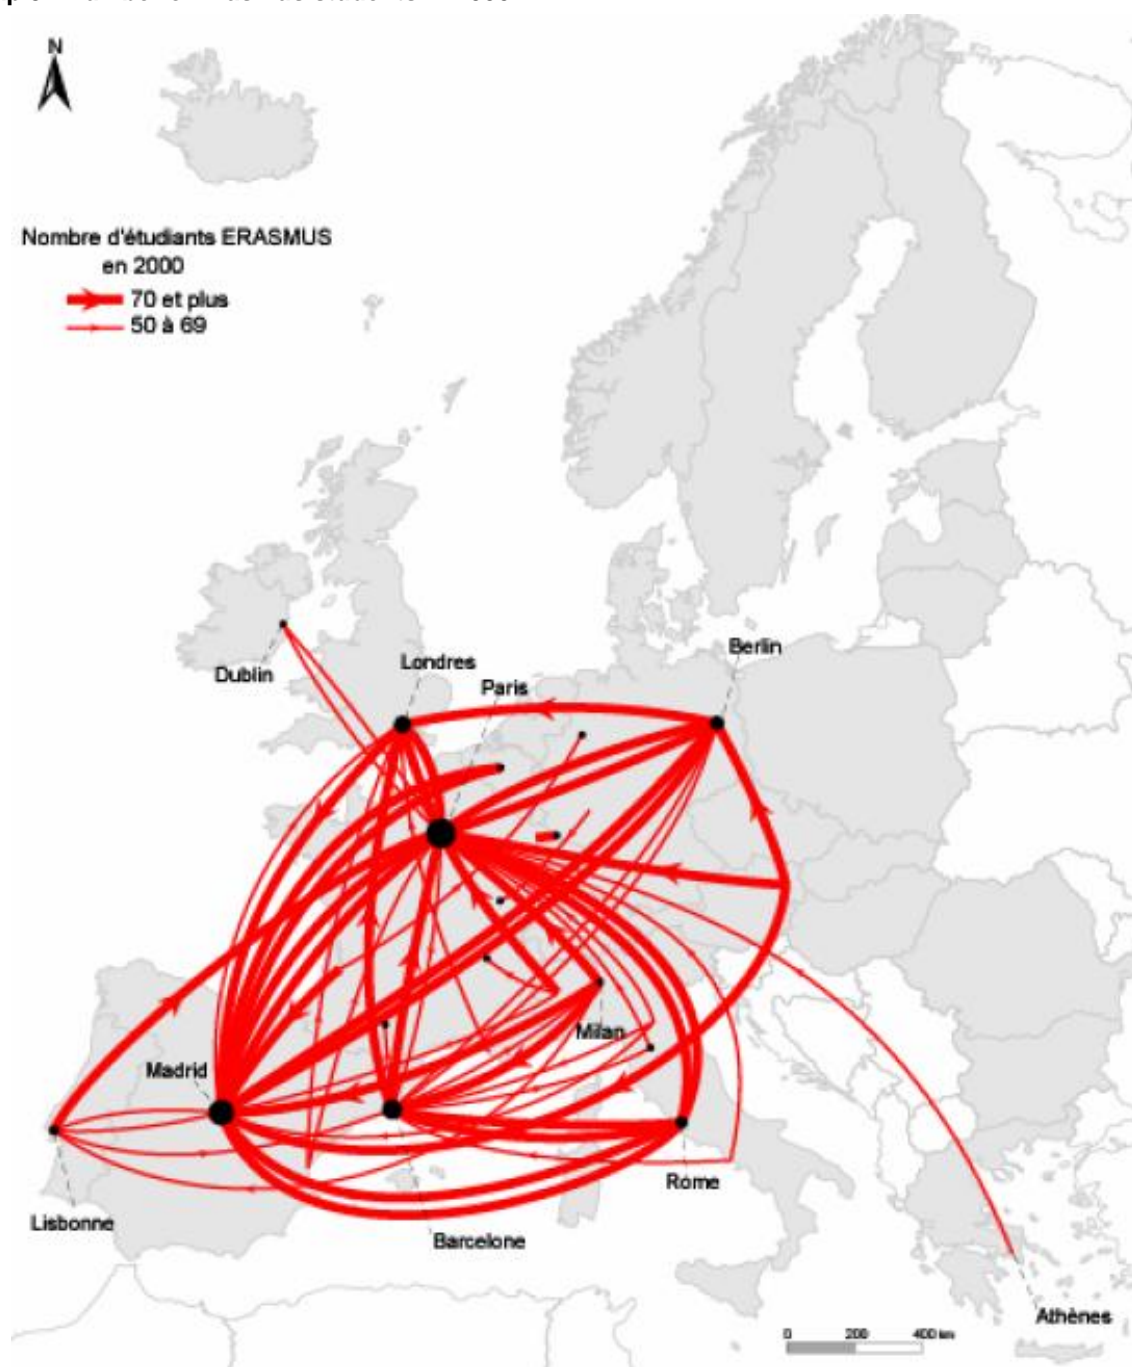 N
Nombre d'étudiants ERASMUS
en 2000
70 et plus
50 à 69
Berlin
Londres
Dublin
Paris
Milan
Madrid
Rome
Lisbonne
Barcelone
Athènes
0 200 400 km